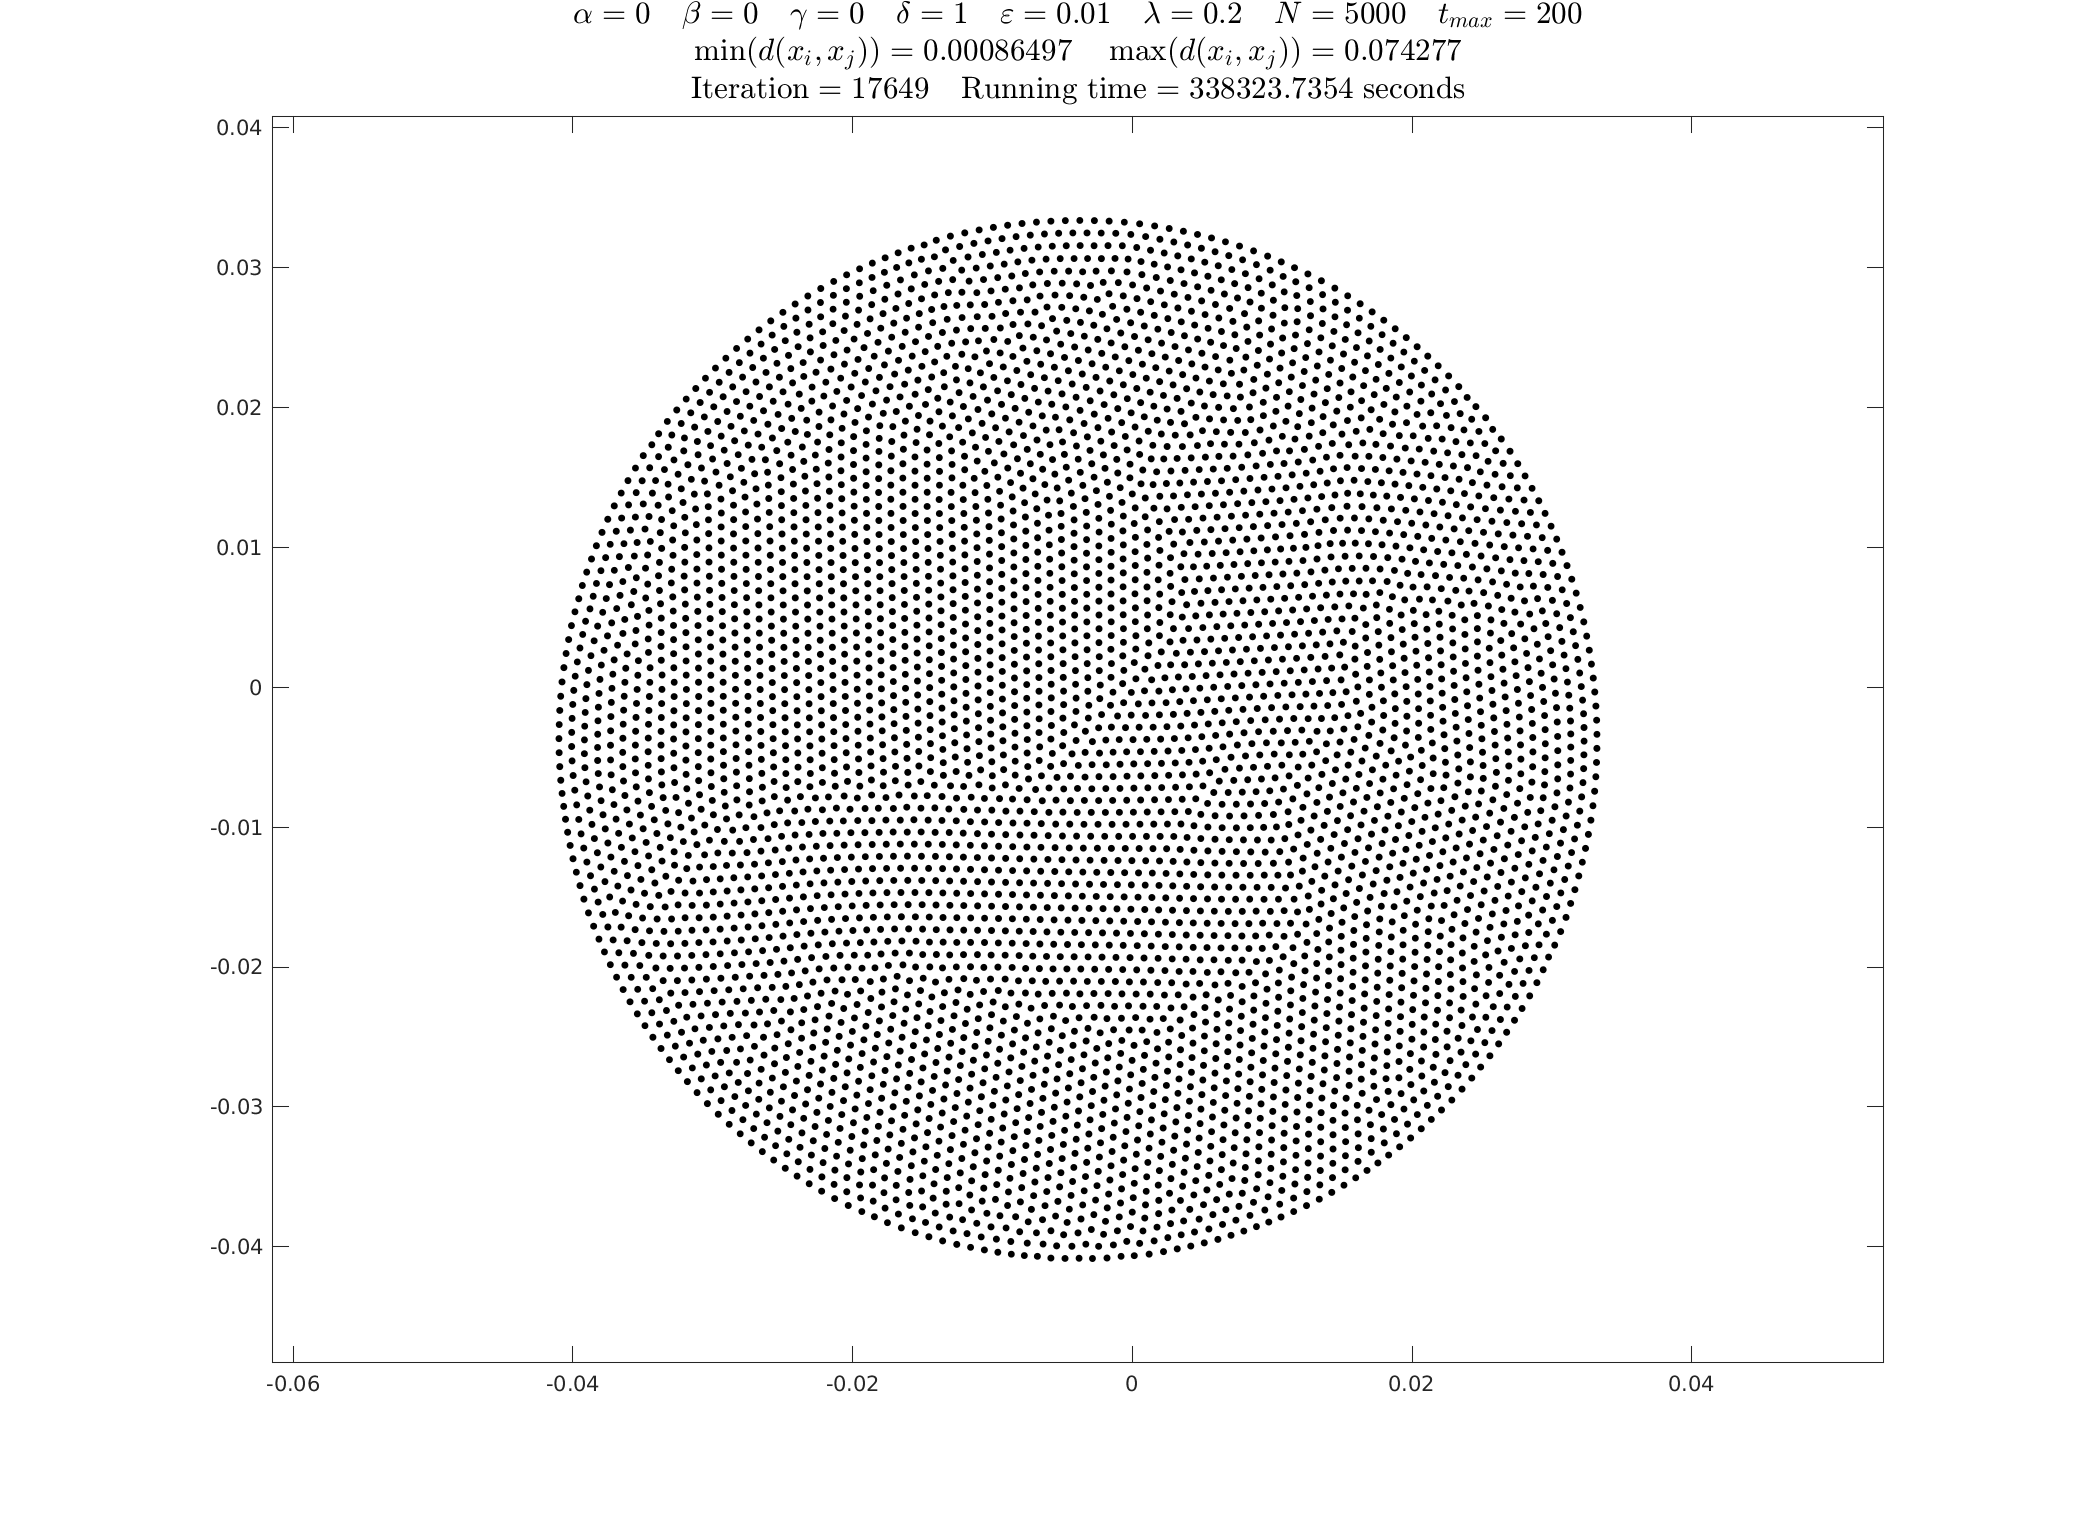 α = 0 β = 0 γ = 0 δ = 1 ε = 0.01 λ = 0.2 N = 5000 t_max = 200
min(d(x_i, x_j)) = 0.00086497 max(d(x_i, x_j)) = 0.074277
Iteration = 17649 Running time = 338323.7354 seconds
0.04
0.03
0.02
0.01
0
-0.01
-0.02
-0.03
-0.04
-0.06 -0.04 -0.02 0 0.02 0.04